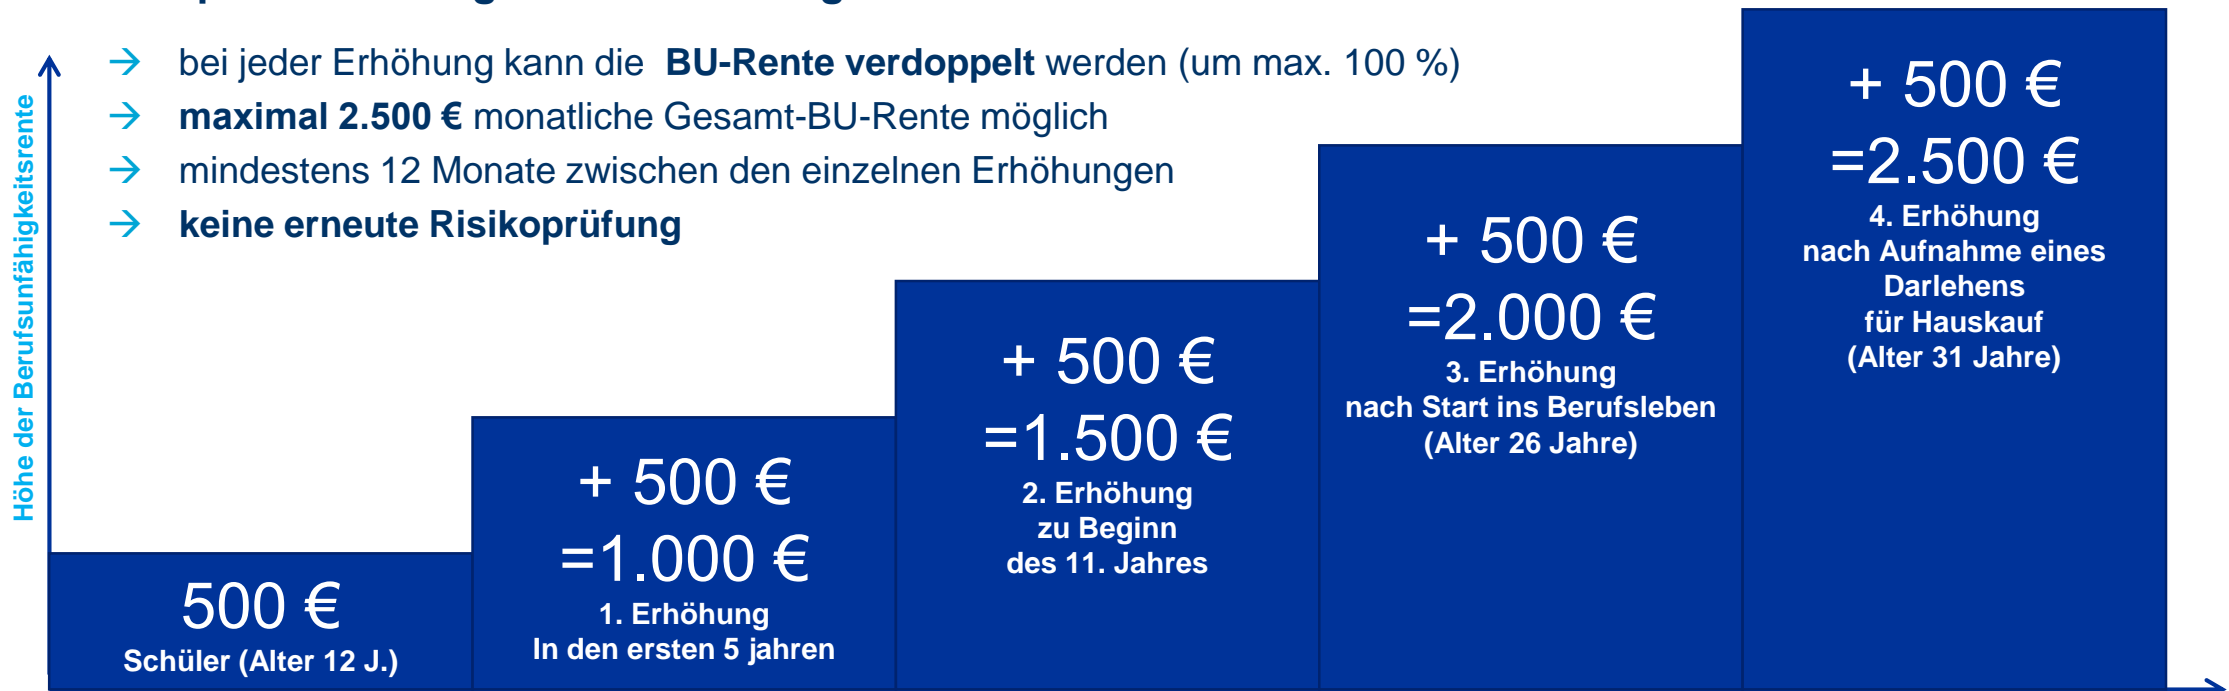 → bei jeder Erhöhung kann die BU-Rente verdoppelt werden (um max. 100 %)
→ maximal 2.500 € monatliche Gesamt-BU-Rente möglich
→ mindestens 12 Monate zwischen den einzelnen Erhöhungen
→ keine erneute Risikoprüfung
Höhe der Berufsunfähigkeitsrente
500 €
Schüler (Alter 12 J.)
+ 500 €
=1.000 €
1. Erhöhung
In den ersten 5 jahren
+ 500 €
=1.500 €
2. Erhöhung
zu Beginn
des 11. Jahres
+ 500 €
=2.000 €
3. Erhöhung
nach Start ins Berufsleben
(Alter 26 Jahre)
+ 500 €
=2.500 €
4. Erhöhung
nach Aufnahme eines
Darlehens
für Hauskauf
(Alter 31 Jahre)